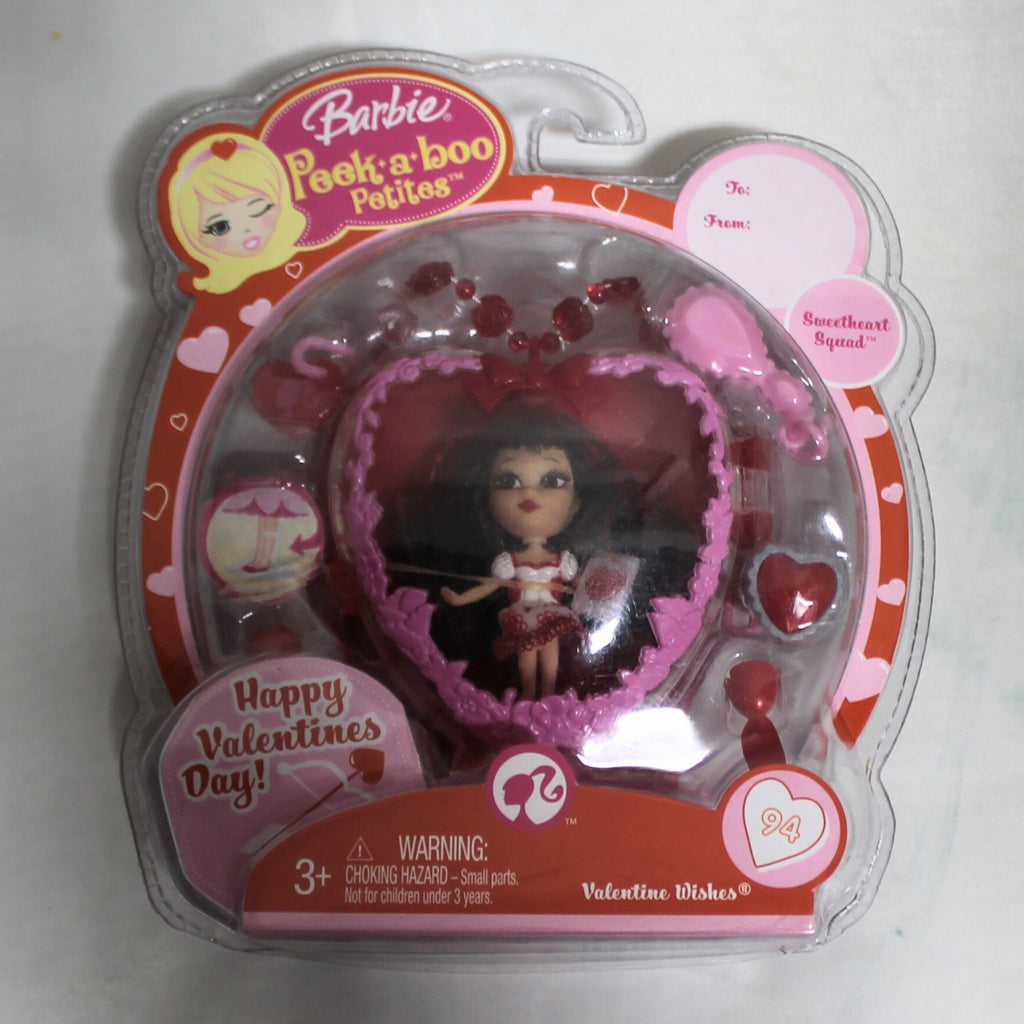 Barbie®
Peek·a·boo
Petites™
To:
From:
Sweetheart
Squad™
Happy
Valentines
Day!
TM
94
3+
WARNING:
CHOKING HAZARD – Small parts.
Not for children under 3 years.
Valentine Wishes®